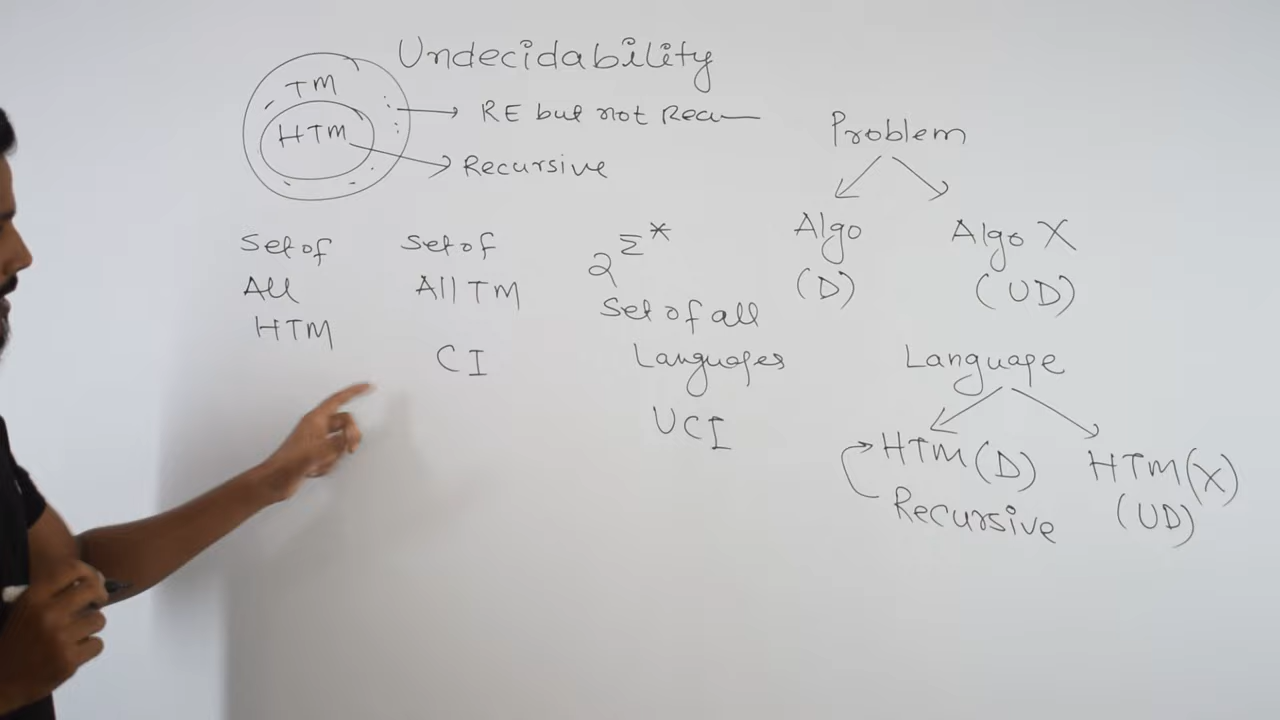 Undecidability
TM
HTM
RE but not Recu
Recursive
Set of
All
HTM
Set of
All TM
CI
2^Σ*
Set of all
Languages
UCI
Problem
Algo
(D)
Algo X
(UD)
Language
HTM(D)
Recursive
HTM(X)
(UD)